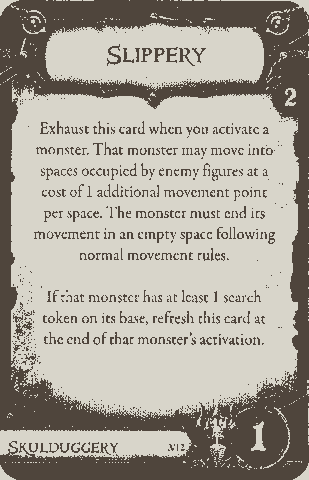 SLIPPERY
2
Exhaust this card when you activate a
monster. That monster may move into
spaces occupied by enemy figures at a
cost of 1 additional movement point
per space. The monster must end its
movement in an empty space following
normal movement rules.
If that monster has at least 1 search
token on its base, refresh this card at
the end of that monster's activation.
SKULDUGGERY 3/12 1